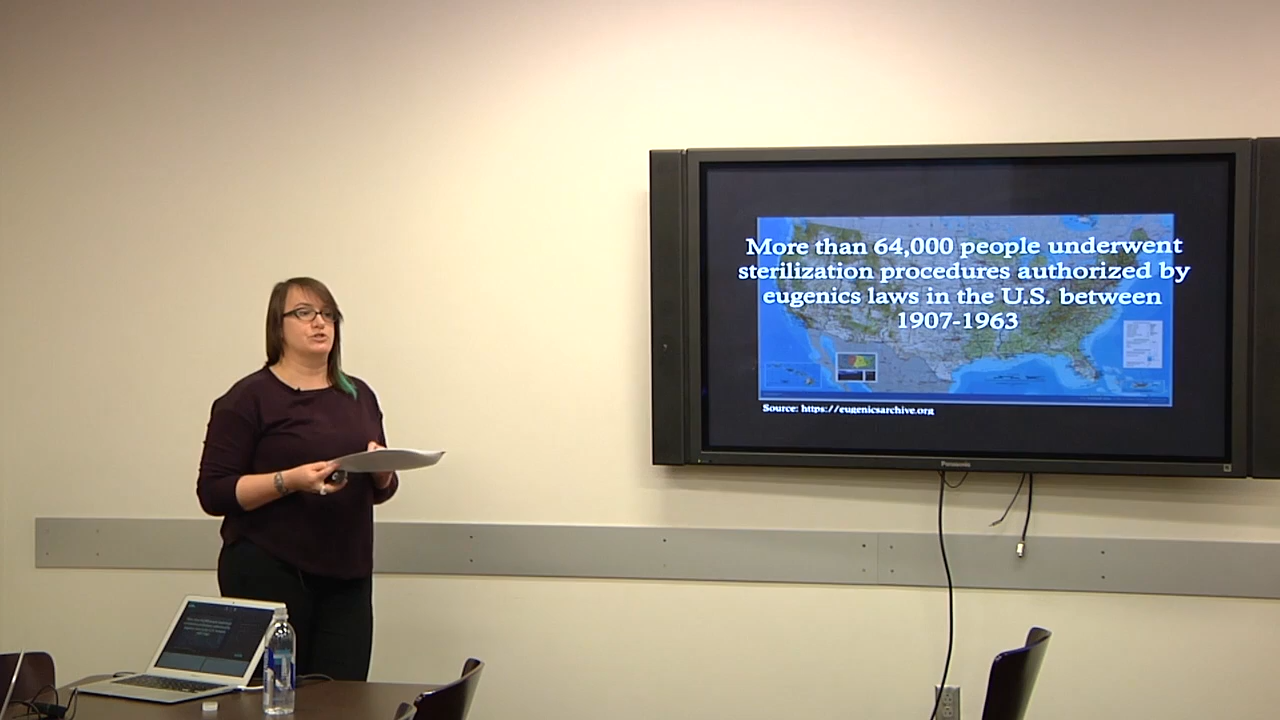 More than 64,000 people underwent
sterilization procedures authorized by
eugenics laws in the U.S. between
1907-1963
Source: https://eugenicsarchive.org
Panasonic